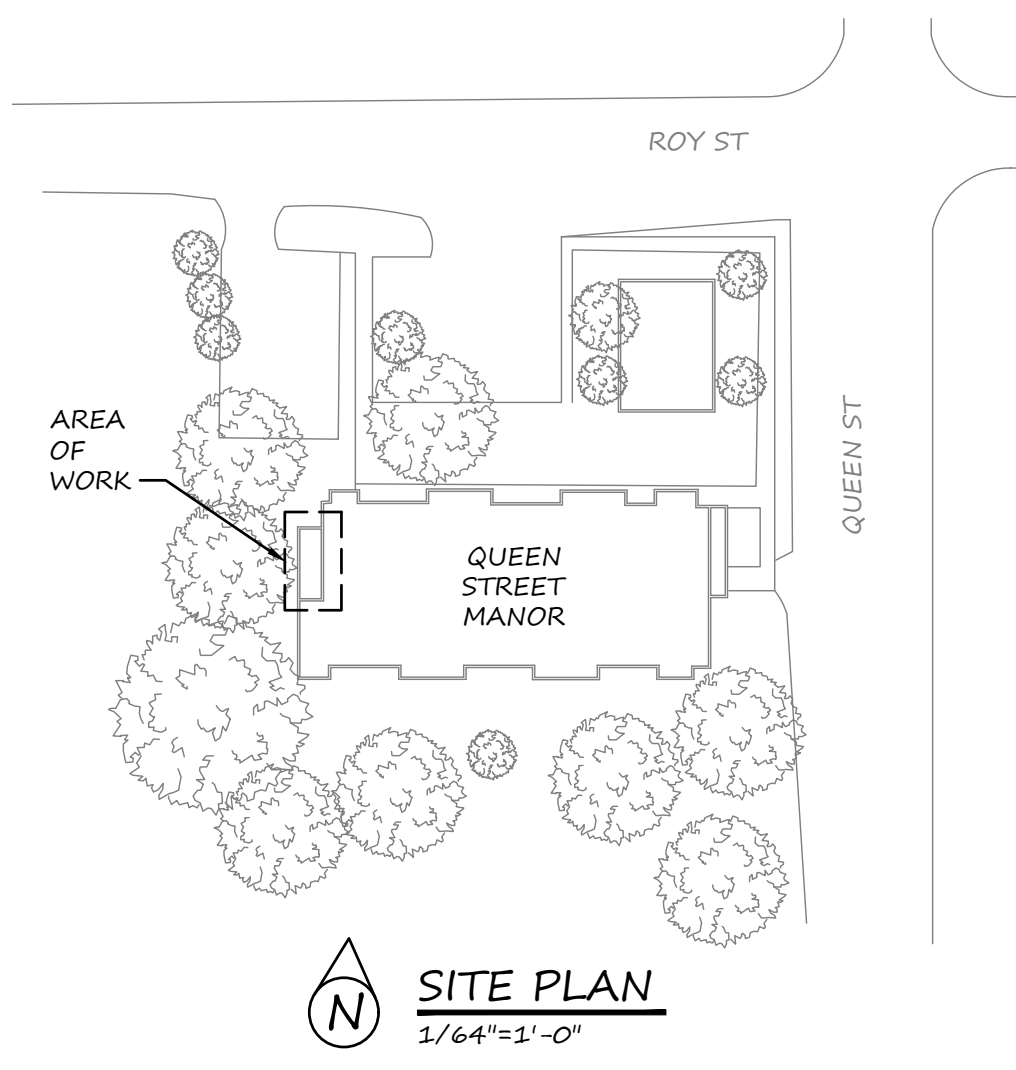 ROY ST
AREA
OF
WORK
QUEEN ST
QUEEN
STREET
MANOR
N
SITE PLAN
1/64"=1'-0"